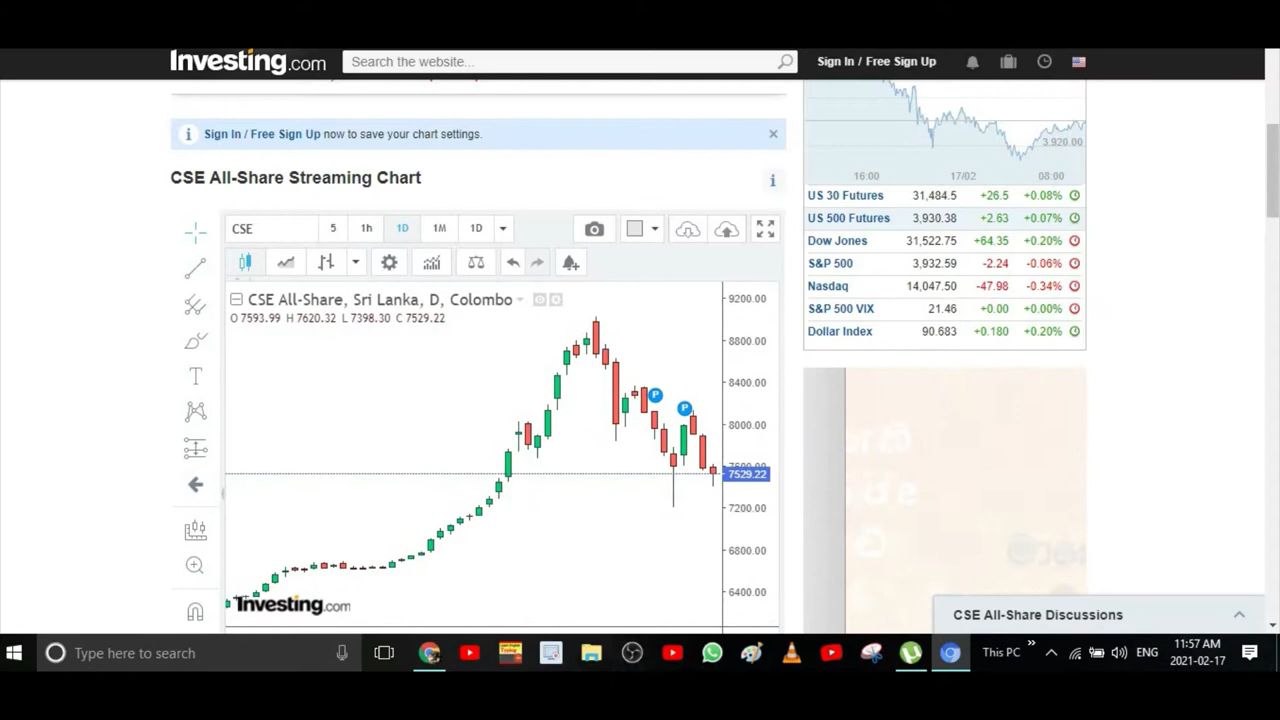 Investing.com
Search the website...
Sign In / Free Sign Up
Sign In / Free Sign Up now to save your chart settings.
CSE All-Share Streaming Chart
CSE 5 1h 1D 1M 1D
CSE All-Share, Sri Lanka, D, Colombo
O 7593.99 H 7620.32 L 7398.30 C 7529.22
9200.00
8800.00
8400.00
8000.00
7529.22
7200.00
6800.00
6400.00
P
P
Investing.com
3,920.00
16:00 17/02 08:00
US 30 Futures 31,484.5 +26.5 +0.08%
US 500 Futures 3,930.38 +2.63 +0.07%
Dow Jones 31,522.75 +64.35 +0.20%
S&P 500 3,932.59 -2.24 -0.06%
Nasdaq 14,047.50 -47.98 -0.34%
S&P 500 VIX 21.46 +0.00 +0.00%
Dollar Index 90.683 +0.180 +0.20%
CSE All-Share Discussions
Type here to search
This PC
ENG
11:57 AM
2021-02-17